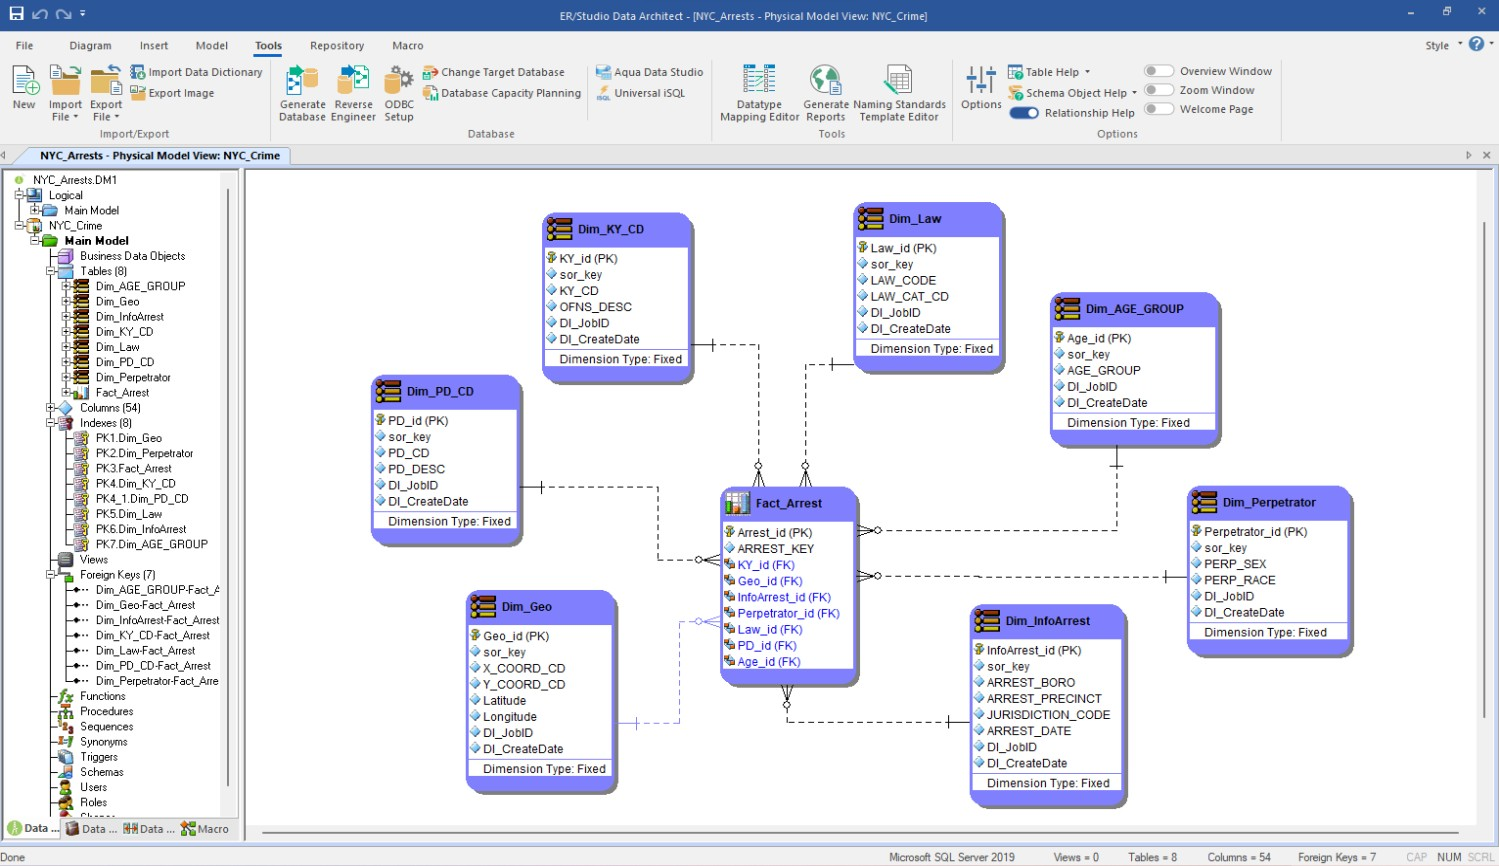 ER/Studio Data Architect - [NYC_Arrests - Physical Model View: NYC_Crime]
File Diagram Insert Model Tools Repository Macro Style
New
Import File
Export File
Import Data Dictionary
Export Image
Import/Export
Generate Database
Reverse Engineer
ODBC Setup
Change Target Database
Database Capacity Planning
Aqua Data Studio
Universal iSQL
Database
Datatype Mapping Editor
Generate Reports
Naming Standards Template Editor
Tools
Options
Table Help
Schema Object Help
Relationship Help
Overview Window
Zoom Window
Welcome Page
Options
NYC_Arrests - Physical Model View: NYC_Crime
NYC_Arrests.DM1
Logical
Main Model
NYC_Crime
Main Model
Business Data Objects
Tables (8)
Dim_AGE_GROUP
Dim_Geo
Dim_InfoArrest
Dim_KY_CD
Dim_Law
Dim_PD_CD
Dim_Perpetrator
Fact_Arrest
Columns (54)
Indexes (8)
PK1.Dim_Geo
PK2.Dim_Perpetrator
PK3.Fact_Arrest
PK4.Dim_KY_CD
PK4_1.Dim_PD_CD
PK5.Dim_Law
PK6.Dim_InfoArrest
PK7.Dim_AGE_GROUP
Views
Foreign Keys (7)
Dim_AGE_GROUP-Fact_A
Dim_Geo-Fact_Arrest
Dim_InfoArrest-Fact_Arrest
Dim_KY_CD-Fact_Arrest
Dim_Law-Fact_Arrest
Dim_PD_CD-Fact_Arrest
Dim_Perpetrator-Fact_Arre
Functions
Procedures
Sequences
Synonyms
Triggers
Schemas
Users
Roles
Data ... Data ... Data ... Macro
Dim_KY_CD
KY_id (PK)
sor_key
KY_CD
OFNS_DESC
DI_JobID
DI_CreateDate
Dimension Type: Fixed
Dim_Law
Law_id (PK)
sor_key
LAW_CODE
LAW_CAT_CD
DI_JobID
DI_CreateDate
Dimension Type: Fixed
Dim_AGE_GROUP
Age_id (PK)
sor_key
AGE_GROUP
DI_JobID
DI_CreateDate
Dimension Type: Fixed
Dim_PD_CD
PD_id (PK)
sor_key
PD_CD
PD_DESC
DI_JobID
DI_CreateDate
Dimension Type: Fixed
Fact_Arrest
Arrest_id (PK)
ARREST_KEY
KY_id (FK)
Geo_id (FK)
InfoArrest_id (FK)
Perpetrator_id (FK)
Law_id (FK)
PD_id (FK)
Age_id (FK)
Dim_Perpetrator
Perpetrator_id (PK)
sor_key
PERP_SEX
PERP_RACE
DI_JobID
DI_CreateDate
Dimension Type: Fixed
Dim_Geo
Geo_id (PK)
sor_key
X_COORD_CD
Y_COORD_CD
Latitude
Longitude
DI_JobID
DI_CreateDate
Dimension Type: Fixed
Dim_InfoArrest
InfoArrest_id (PK)
sor_key
ARREST_BORO
ARREST_PRECINCT
JURISDICTION_CODE
ARREST_DATE
DI_JobID
DI_CreateDate
Dimension Type: Fixed
Done Microsoft SQL Server 2019 Views = 0 Tables = 8 Columns = 54 Foreign Keys = 7 CAP NUM SCRL